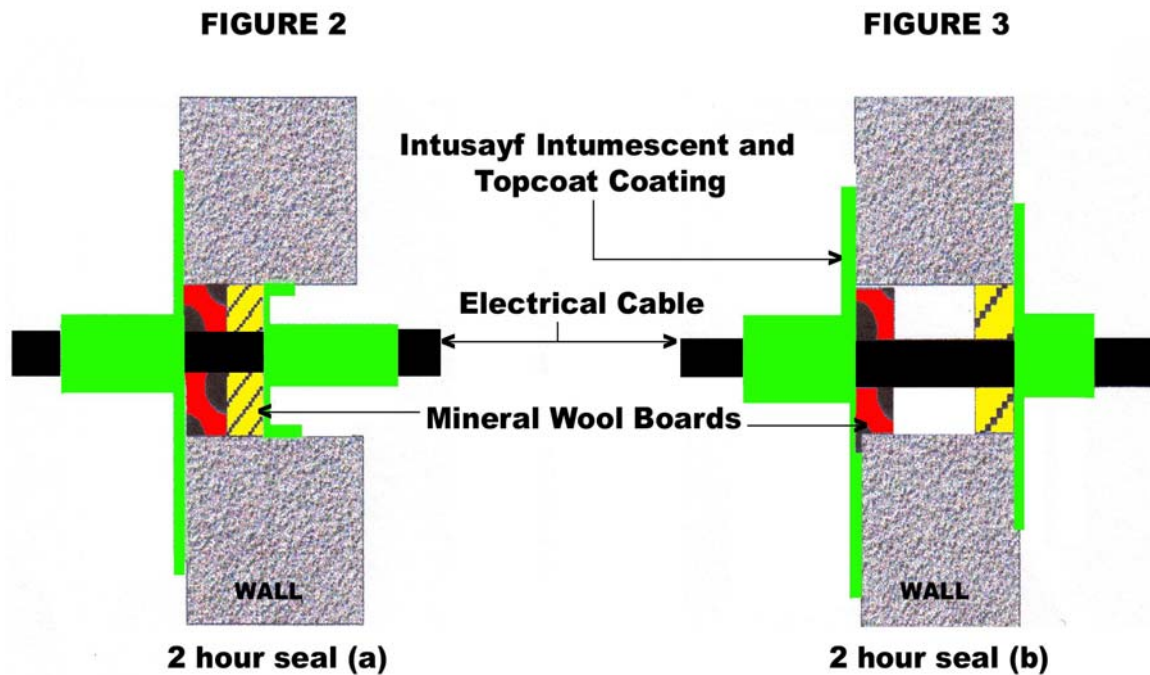 FIGURE 2
FIGURE 3
Intusayf Intumescent and
Topcoat Coating
Electrical Cable
Mineral Wool Boards
WALL
WALL
2 hour seal (a)
2 hour seal (b)